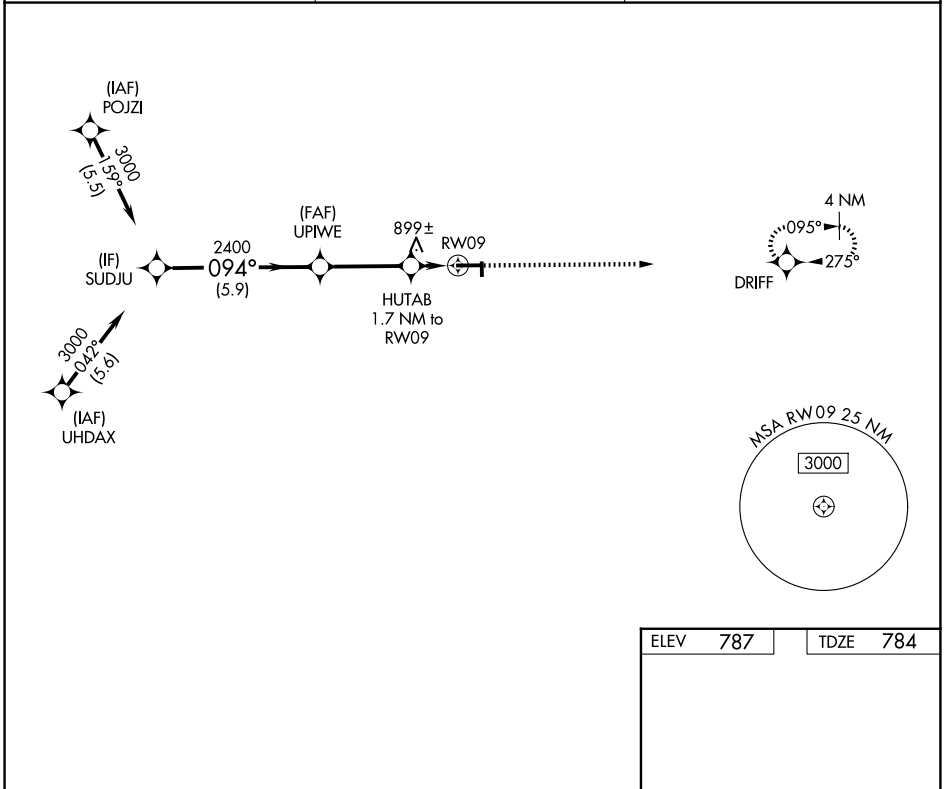 (IAF)
POJZI
3000
159°
(5.5)
(IF)
SUDJU
2400
094°
(5.9)
(FAF)
UPIWE
899±
RW09
HUTAB
1.7 NM to
RW09
4 NM
095°
275°
DRIFF
3000
042°
(5.6)
(IAF)
UHDAX
MSA RW 09 25 NM
3000
ELEV 787
TDZE 784